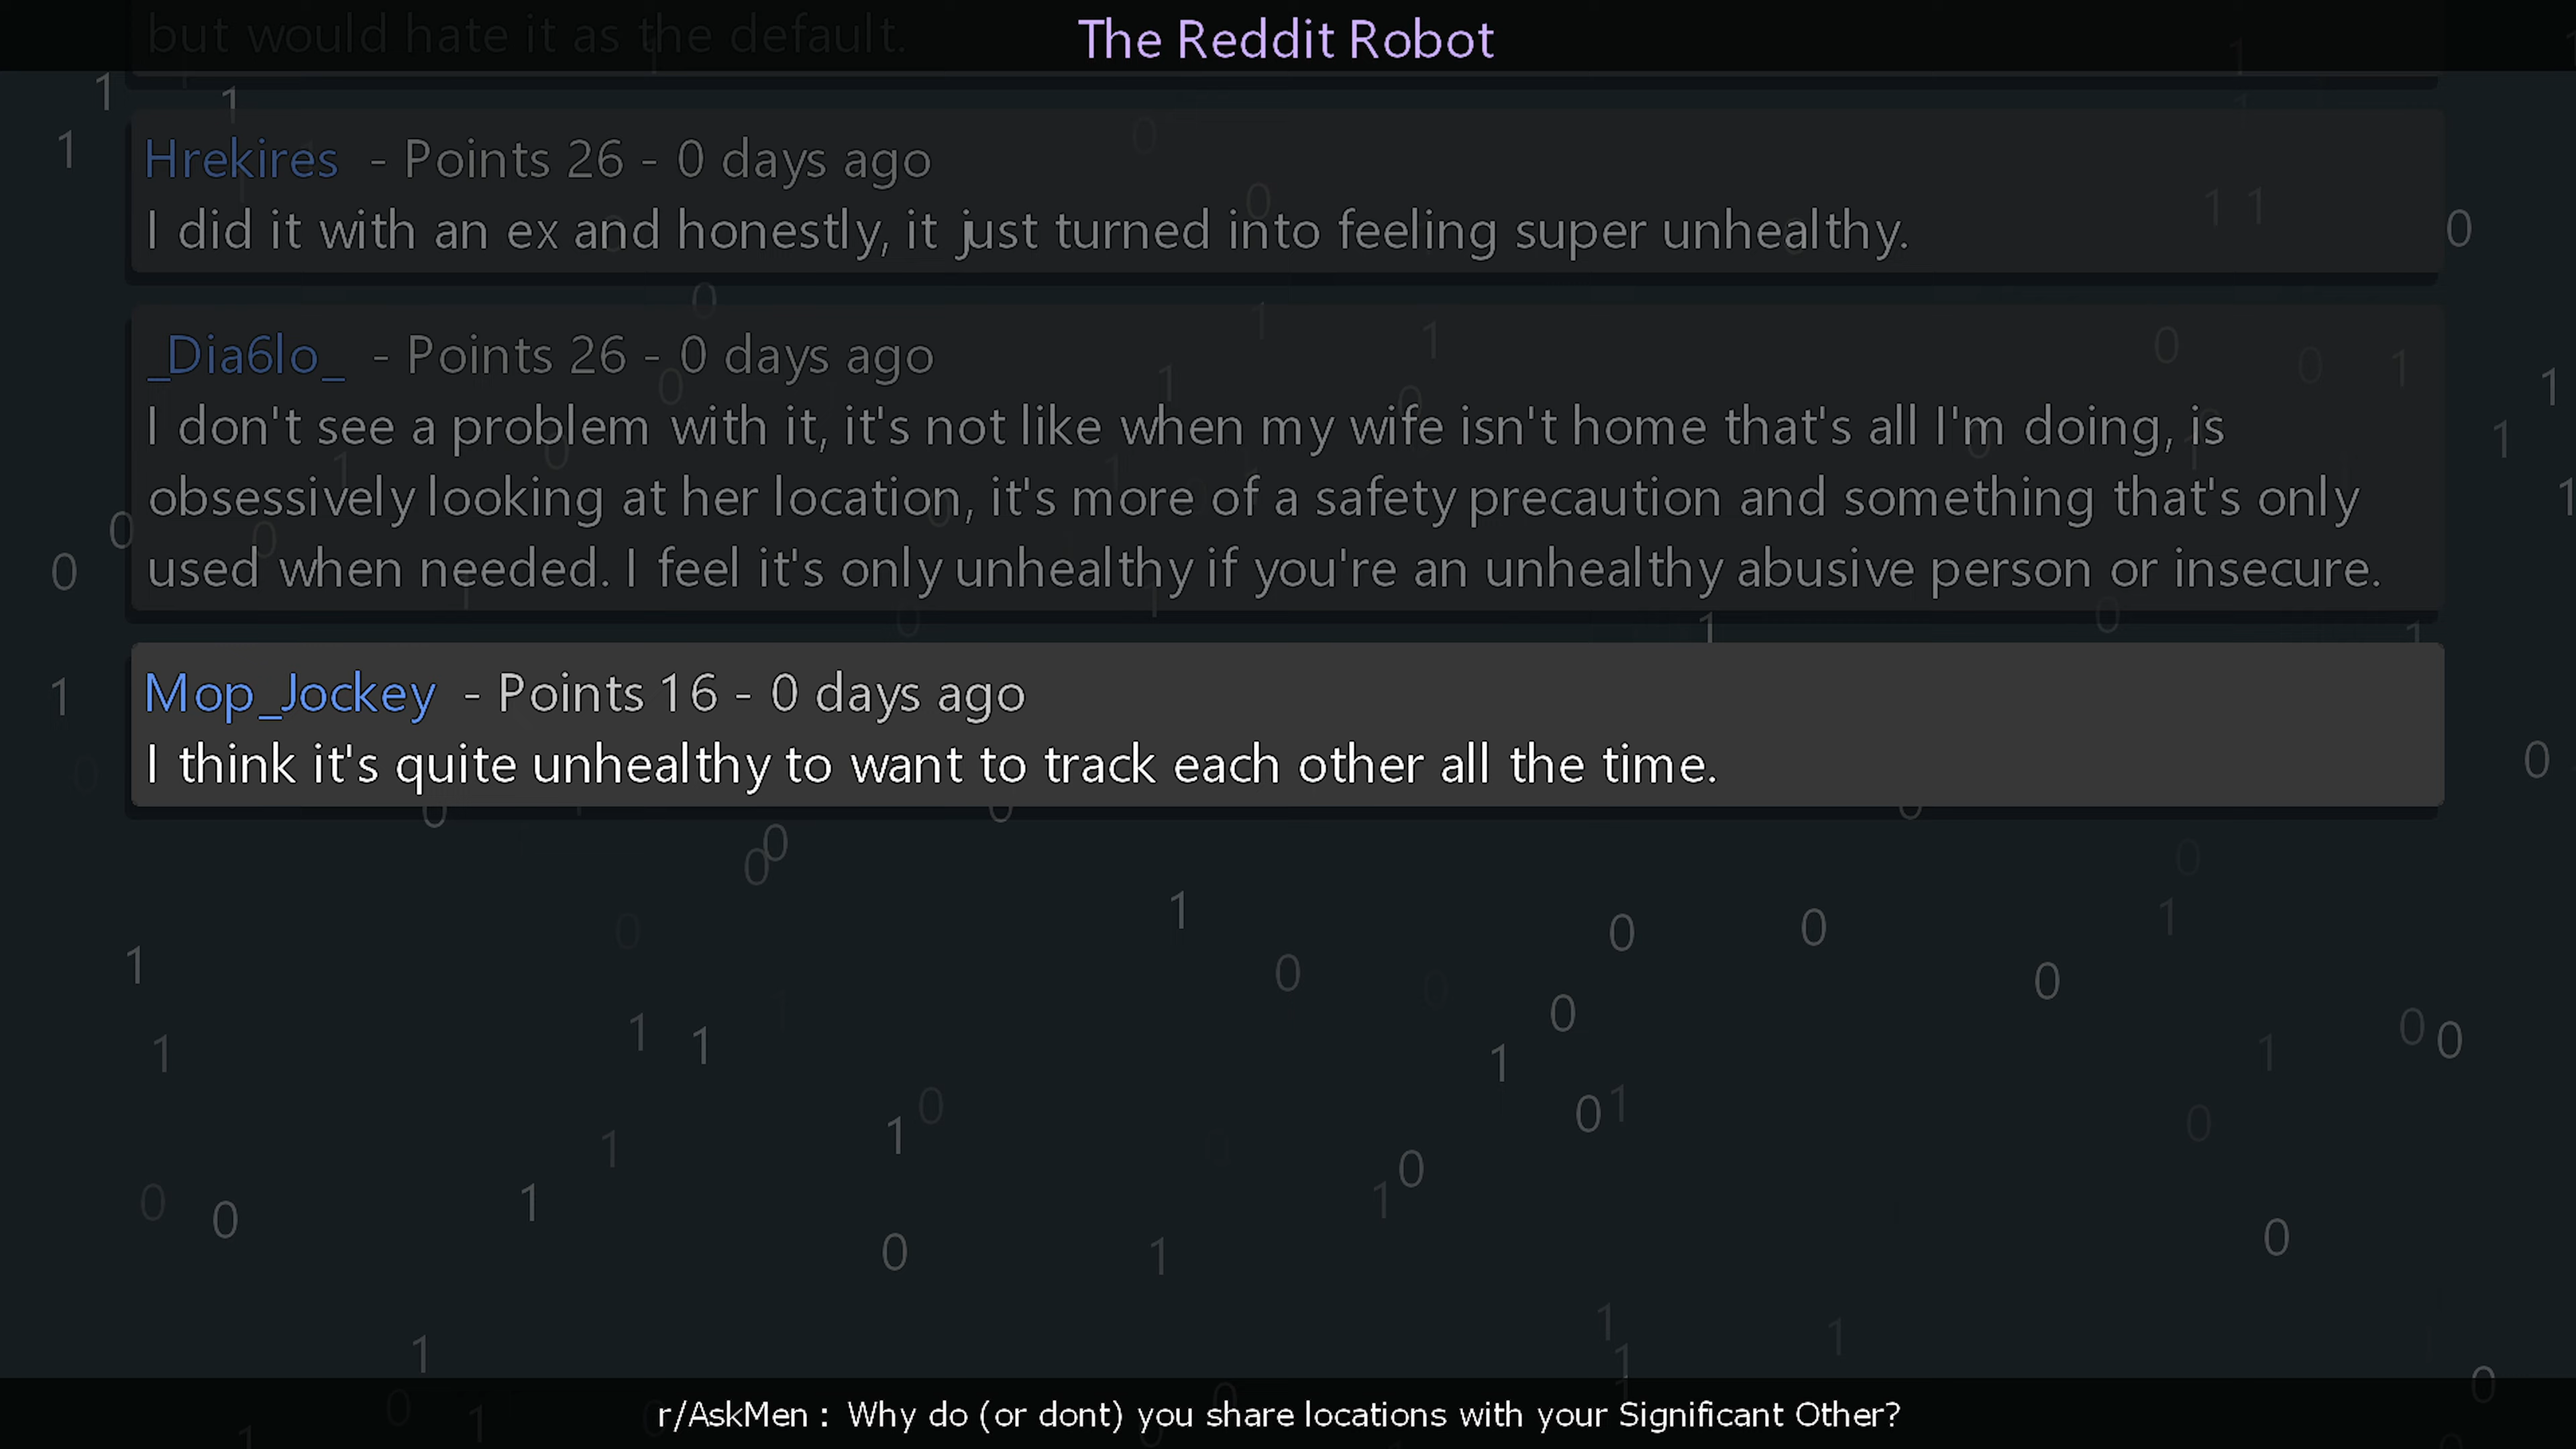 The Reddit Robot
but would hate it as the default.
Hrekires - Points 26 - 0 days ago
I did it with an ex and honestly, it just turned into feeling super unhealthy.
_Dia6lo_ - Points 26 - 0 days ago
I don't see a problem with it, it's not like when my wife isn't home that's all I'm doing, is
obsessively looking at her location, it's more of a safety precaution and something that's only
used when needed. I feel it's only unhealthy if you're an unhealthy abusive person or insecure.
Mop_Jockey - Points 16 - 0 days ago
I think it's quite unhealthy to want to track each other all the time.
r/AskMen : Why do (or dont) you share locations with your Significant Other?